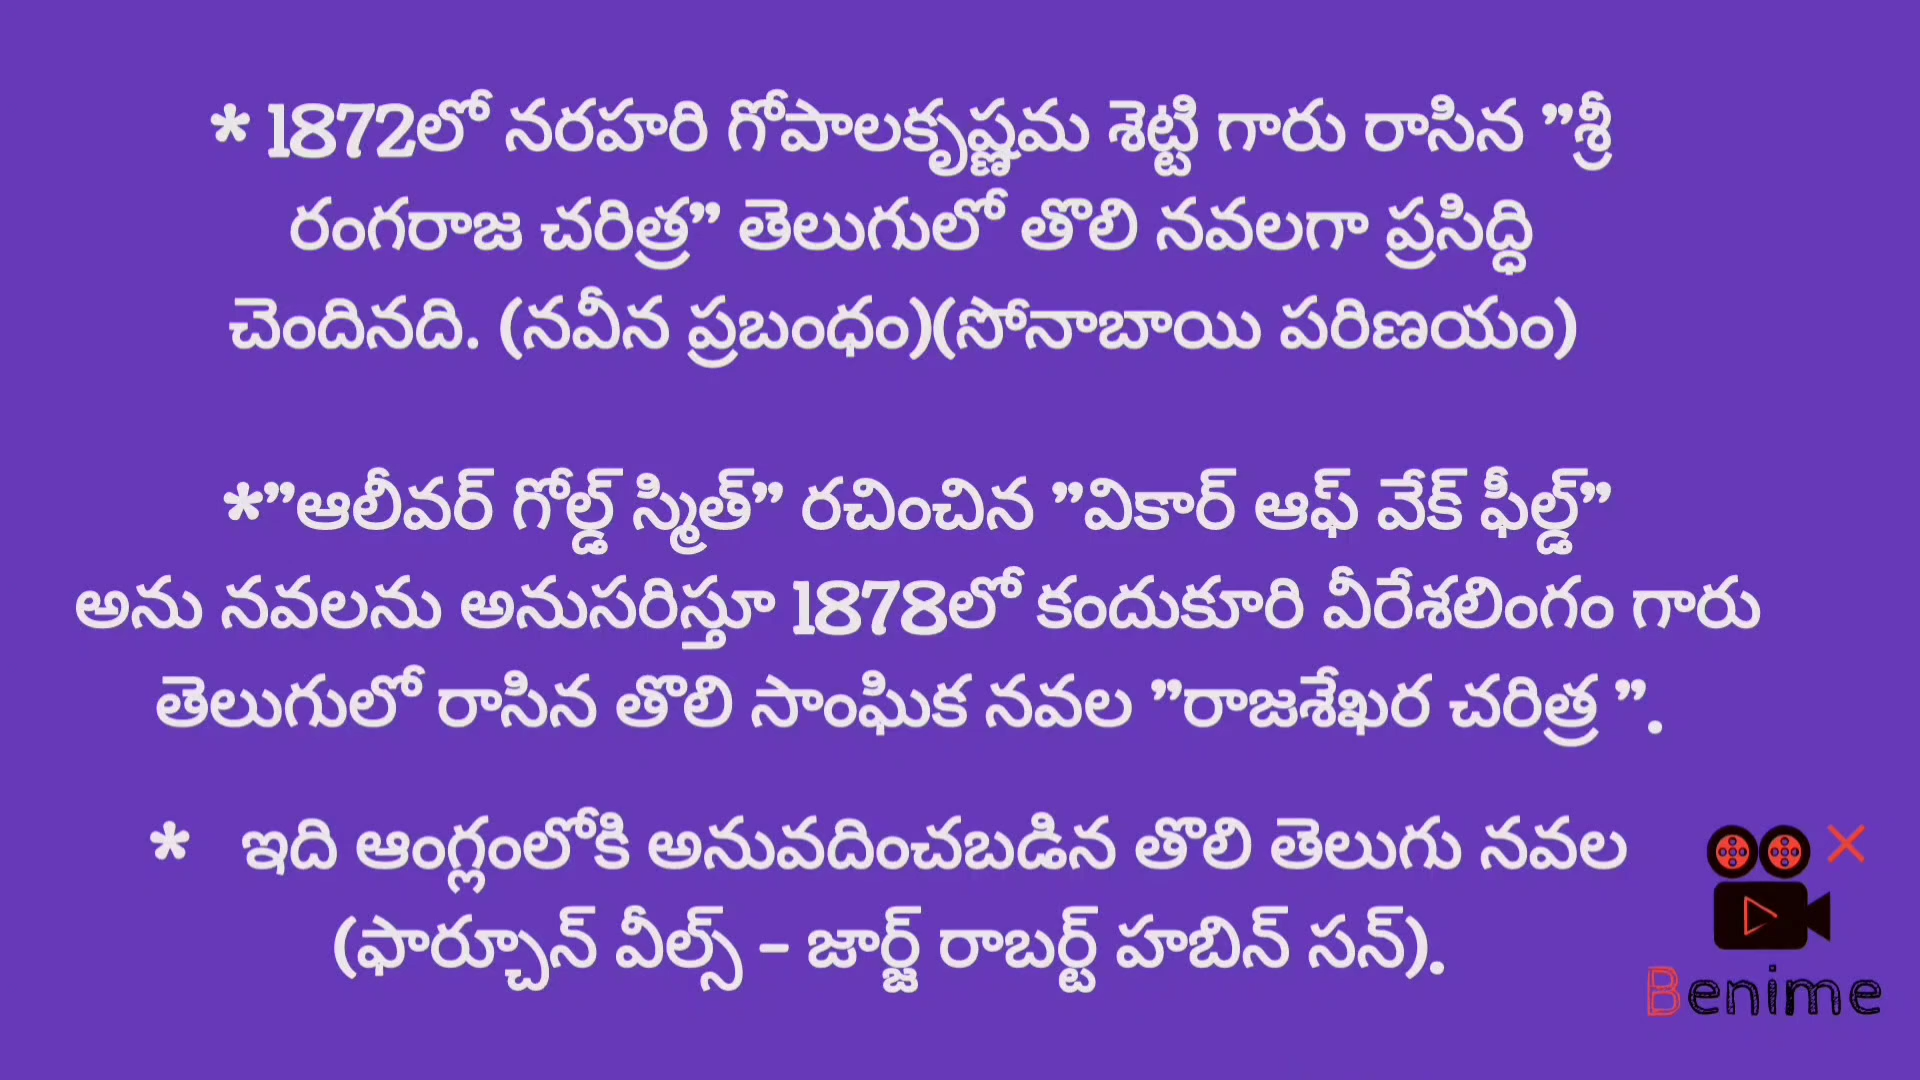 * 1872లో నరహరి గోపాలకృష్ణమ శెట్టి గారు రాసిన ”శ్రీ
రంగరాజ చరిత్ర” తెలుగులో తొలి నవలగా ప్రసిద్ధి
చెందినది. (నవీన ప్రబంధం)(సోనాబాయి పరిణయం)
*”ఆలీవర్ గోల్డ్ స్మిత్” రచించిన ”వికార్ ఆఫ్ వేక్ ఫీల్డ్”
అను నవలను అనుసరిస్తూ 1878లో కందుకూరి వీరేశలింగం గారు
తెలుగులో రాసిన తొలి సాంఘిక నవల ”రాజశేఖర చరిత్ర ”.
* ఇది ఆంగ్లంలోకి అనువదించబడిన తొలి తెలుగు నవల
(ఫార్చూన్ వీల్స్ - జార్జ్ రాబర్ట్ హబిన్ సన్).
Benime